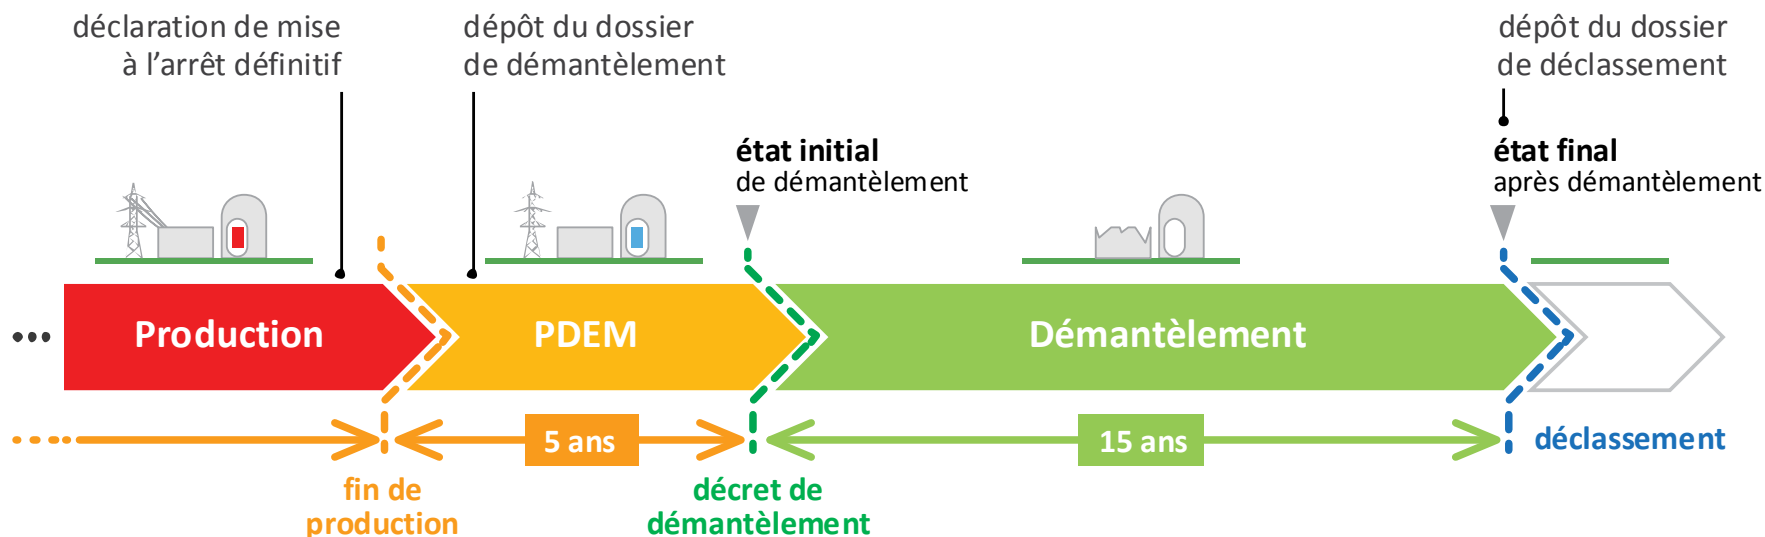 déclaration de mise
à l’arrêt définitif
dépôt du dossier
de démantèlement
dépôt du dossier
de déclassement
état initial
de démantèlement
état final
après démantèlement
Production
PDEM
Démantèlement
5 ans
15 ans
déclassement
fin de
production
décret de
démantèlement